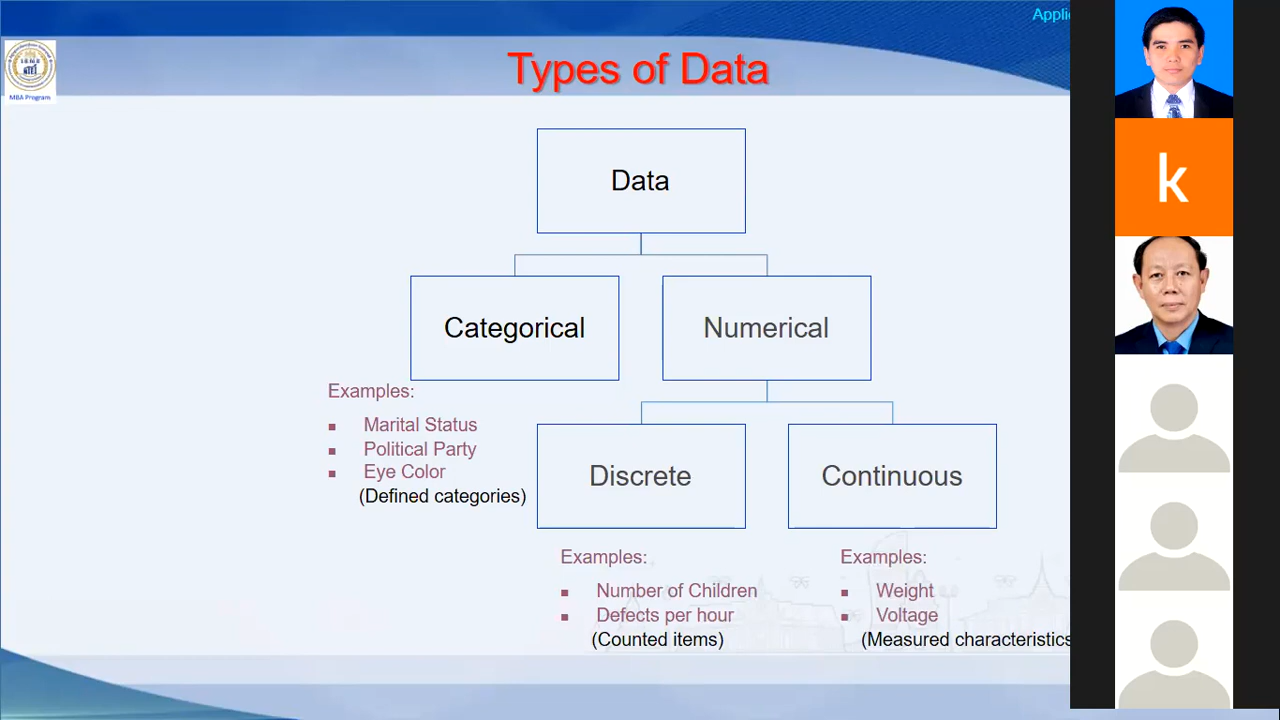 Appli
Types of Data
MBA Program
Data
Categorical
Numerical
Examples:
▪ Marital Status
▪ Political Party
▪ Eye Color
(Defined categories)
Discrete
Continuous
Examples:
▪ Number of Children
▪ Defects per hour
(Counted items)
Examples:
▪ Weight
▪ Voltage
(Measured characteristics
k